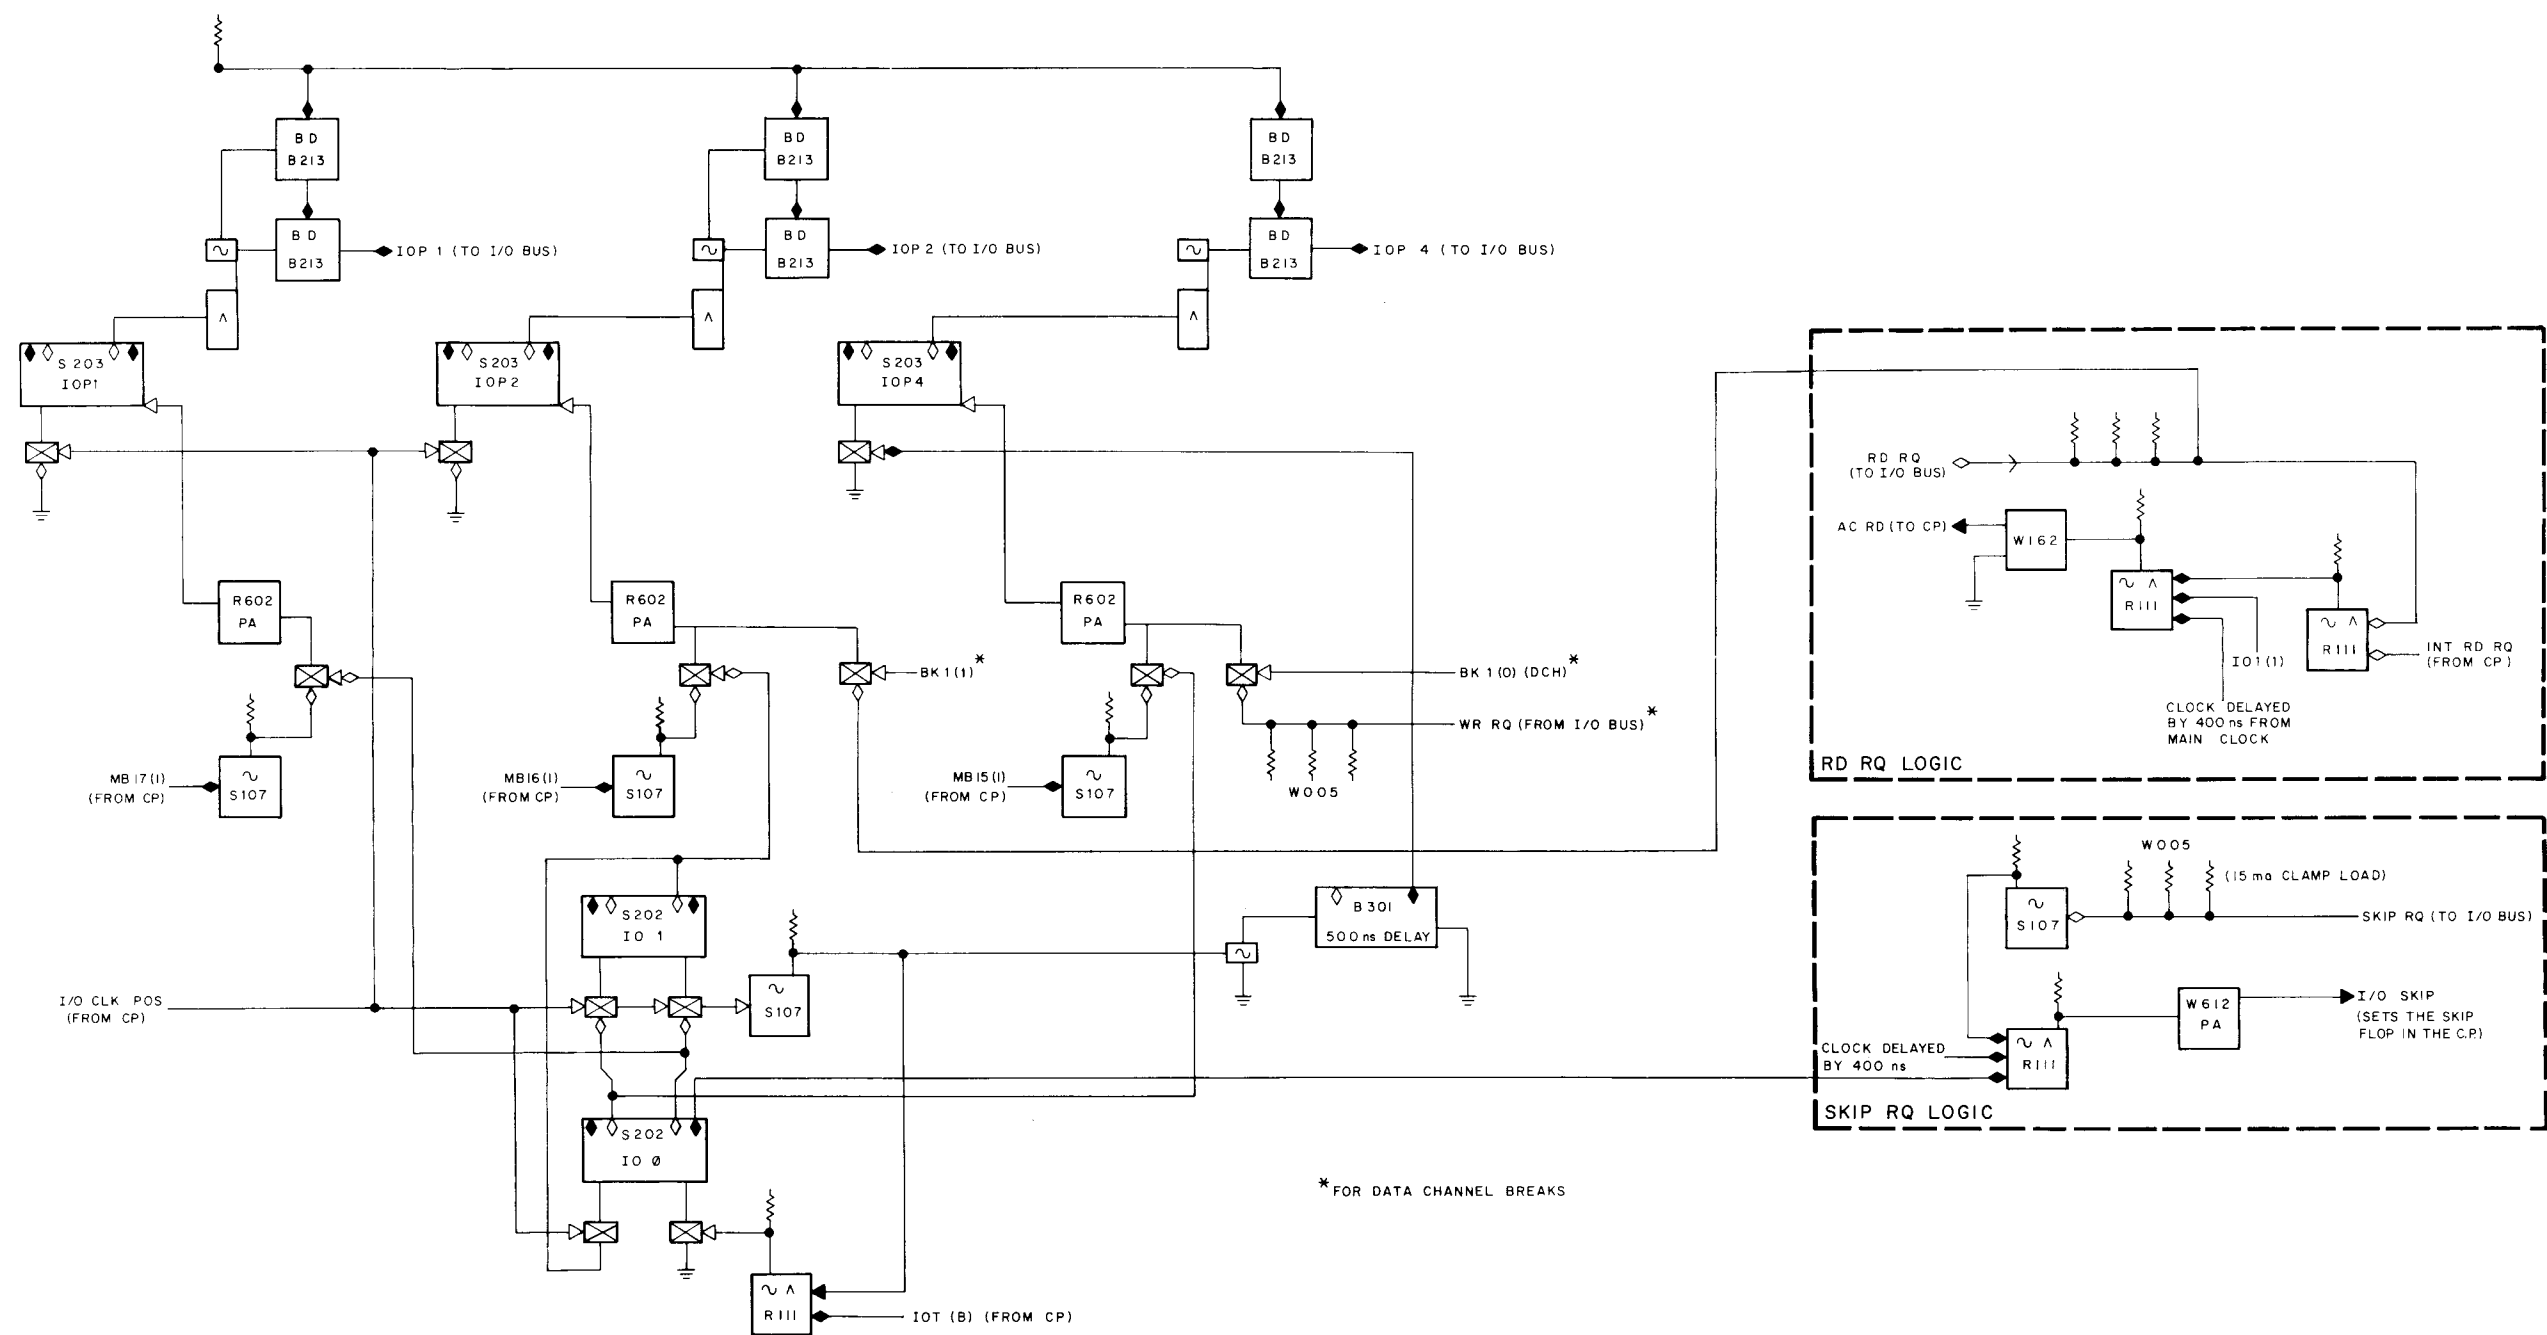 BD
B213
BD
B213
BD
B213
BD
B213
IOP 1 (TO I/O BUS)
BD
B213
IOP 2 (TO I/O BUS)
BD
B213
IOP 4 (TO I/O BUS)
∼
∼
∼
Λ
Λ
Λ
S203
IOP1
S203
IOP2
S203
IOP4
R602
PA
R602
PA
R602
PA
BK1(1)*
BK 1(0) (DCH)*
WR RQ (FROM I/O BUS)*
W005
MB17(1)
(FROM CP)
∼
S107
MB16(1)
(FROM CP)
∼
S107
MB15(1)
(FROM CP)
∼
S107
RD RQ
(TO I/O BUS)
AC RD (TO CP)
W162
∼ Λ
R111
IO1(1)
∼ Λ
R111
INT RD RQ
(FROM CP)
CLOCK DELAYED
BY 400 ns FROM
MAIN CLOCK
RD RQ LOGIC
S202
IO 1
B301
500 ns DELAY
∼
I/O CLK POS
(FROM CP)
∼
S107
S202
IO Ø
∼ Λ
R111
IOT (B) (FROM CP)
W005
(15 ma CLAMP LOAD)
∼
S107
SKIP RQ (TO I/O BUS)
W612
PA
I/O SKIP
(SETS THE SKIP
FLOP IN THE C.P.)
CLOCK DELAYED
BY 400 ns
∼ Λ
R111
SKIP RQ LOGIC
*FOR DATA CHANNEL BREAKS